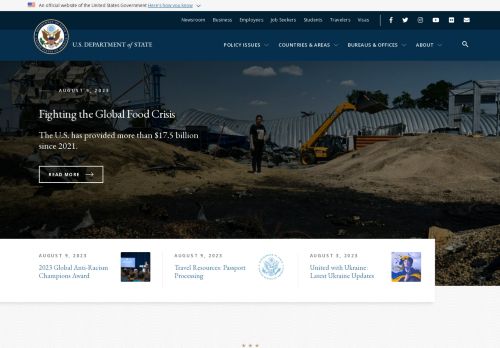 An official website of the United States Government Here's how you know
Newsroom Business Employees Job Seekers Students Travelers Visas
U.S. DEPARTMENT of STATE
POLICY ISSUES COUNTRIES & AREAS BUREAUS & OFFICES ABOUT
AUGUST 9, 2023
Fighting the Global Food Crisis
The U.S. has provided more than $17.5 billion
since 2021.
READ MORE
AUGUST 9, 2023
2023 Global Anti-Racism
Champions Award
AUGUST 9, 2023
Travel Resources: Passport
Processing
AUGUST 3, 2023
United with Ukraine:
Latest Ukraine Updates